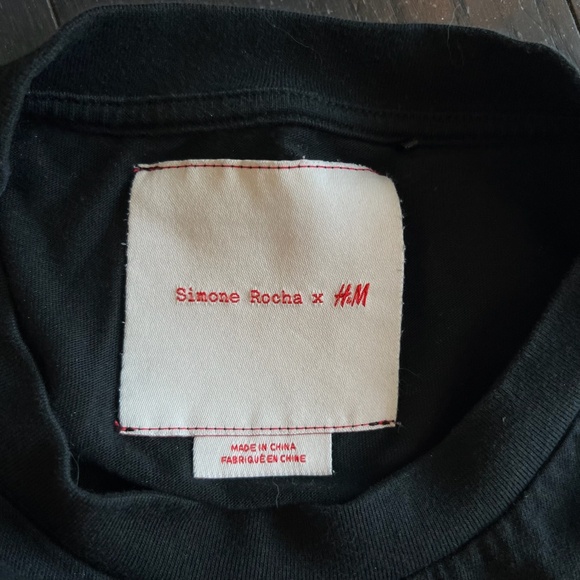 Simone Rocha x H&M
MADE IN CHINA
FABRIQUÉ EN CHINE